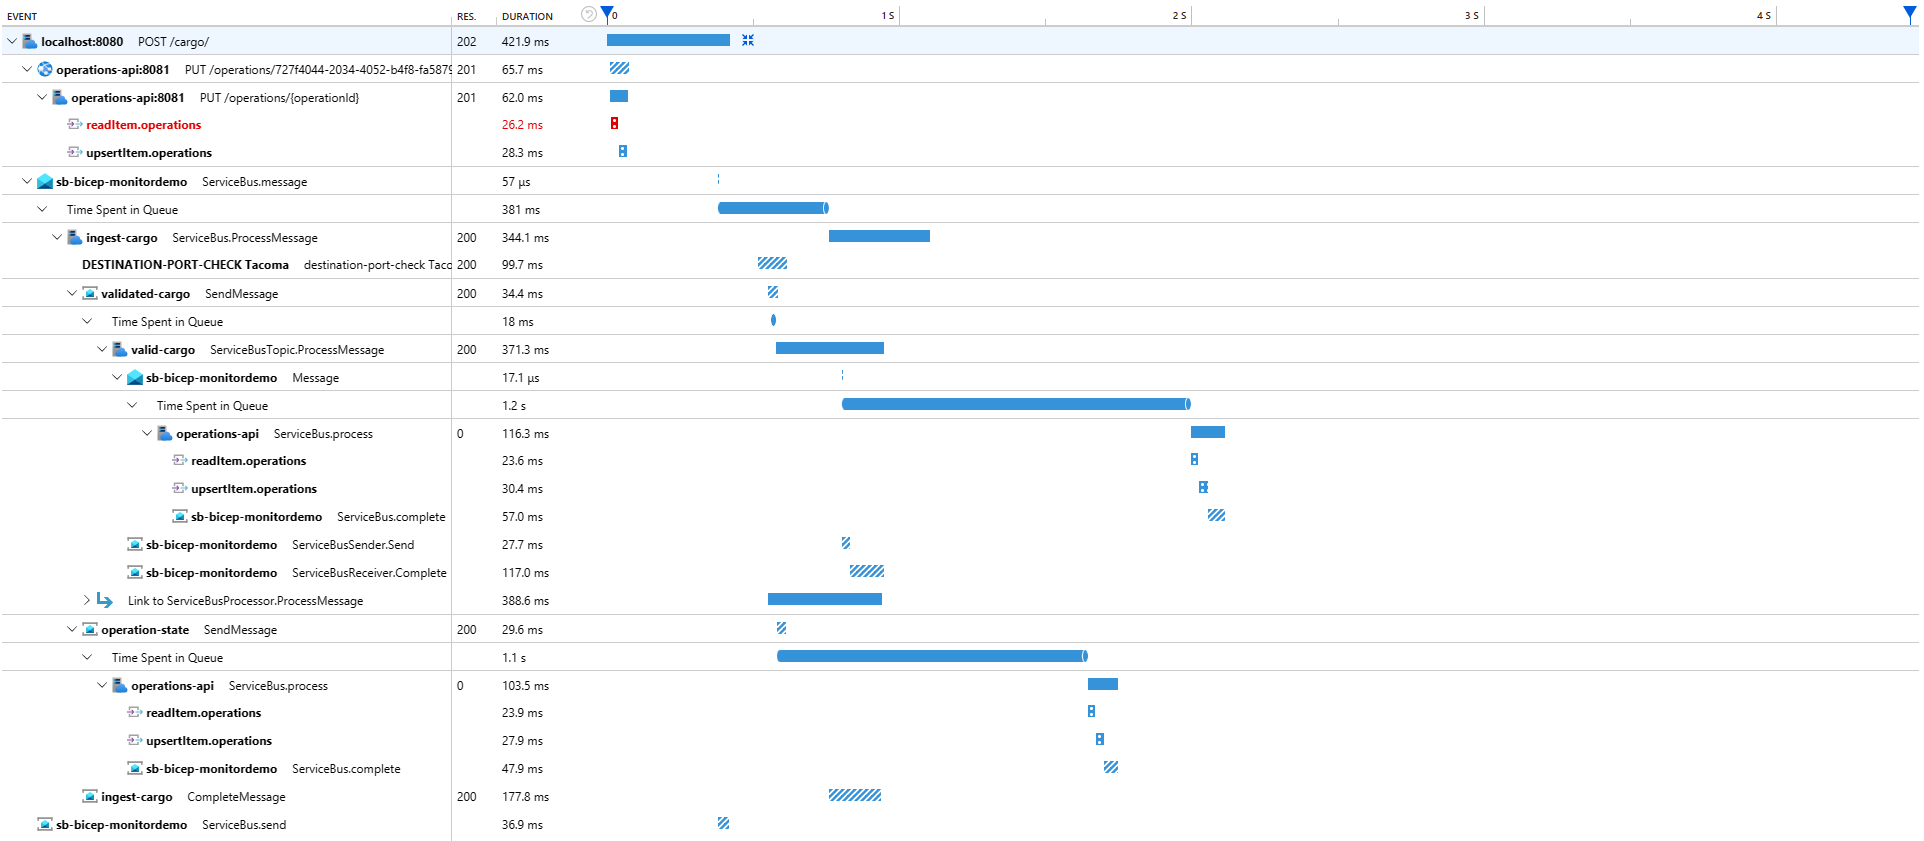 EVENT RES. DURATION 0 1 S 2 S 3 S 4 S
localhost:8080 POST /cargo/ 202 421.9 ms
operations-api:8081 PUT /operations/727f4044-2034-4052-b4f8-fa5879 201 65.7 ms
operations-api:8081 PUT /operations/{operationId} 201 62.0 ms
readItem.operations 26.2 ms
upsertItem.operations 28.3 ms
sb-bicep-monitordemo ServiceBus.message 57 µs
Time Spent in Queue 381 ms
ingest-cargo ServiceBus.ProcessMessage 200 344.1 ms
DESTINATION-PORT-CHECK Tacoma destination-port-check Taco 200 99.7 ms
validated-cargo SendMessage 200 34.4 ms
Time Spent in Queue 18 ms
valid-cargo ServiceBusTopic.ProcessMessage 200 371.3 ms
sb-bicep-monitordemo Message 17.1 µs
Time Spent in Queue 1.2 s
operations-api ServiceBus.process 0 116.3 ms
readItem.operations 23.6 ms
upsertItem.operations 30.4 ms
sb-bicep-monitordemo ServiceBus.complete 57.0 ms
sb-bicep-monitordemo ServiceBusSender.Send 27.7 ms
sb-bicep-monitordemo ServiceBusReceiver.Complete 117.0 ms
Link to ServiceBusProcessor.ProcessMessage 388.6 ms
operation-state SendMessage 200 29.6 ms
Time Spent in Queue 1.1 s
operations-api ServiceBus.process 0 103.5 ms
readItem.operations 23.9 ms
upsertItem.operations 27.9 ms
sb-bicep-monitordemo ServiceBus.complete 47.9 ms
ingest-cargo CompleteMessage 200 177.8 ms
sb-bicep-monitordemo ServiceBus.send 36.9 ms